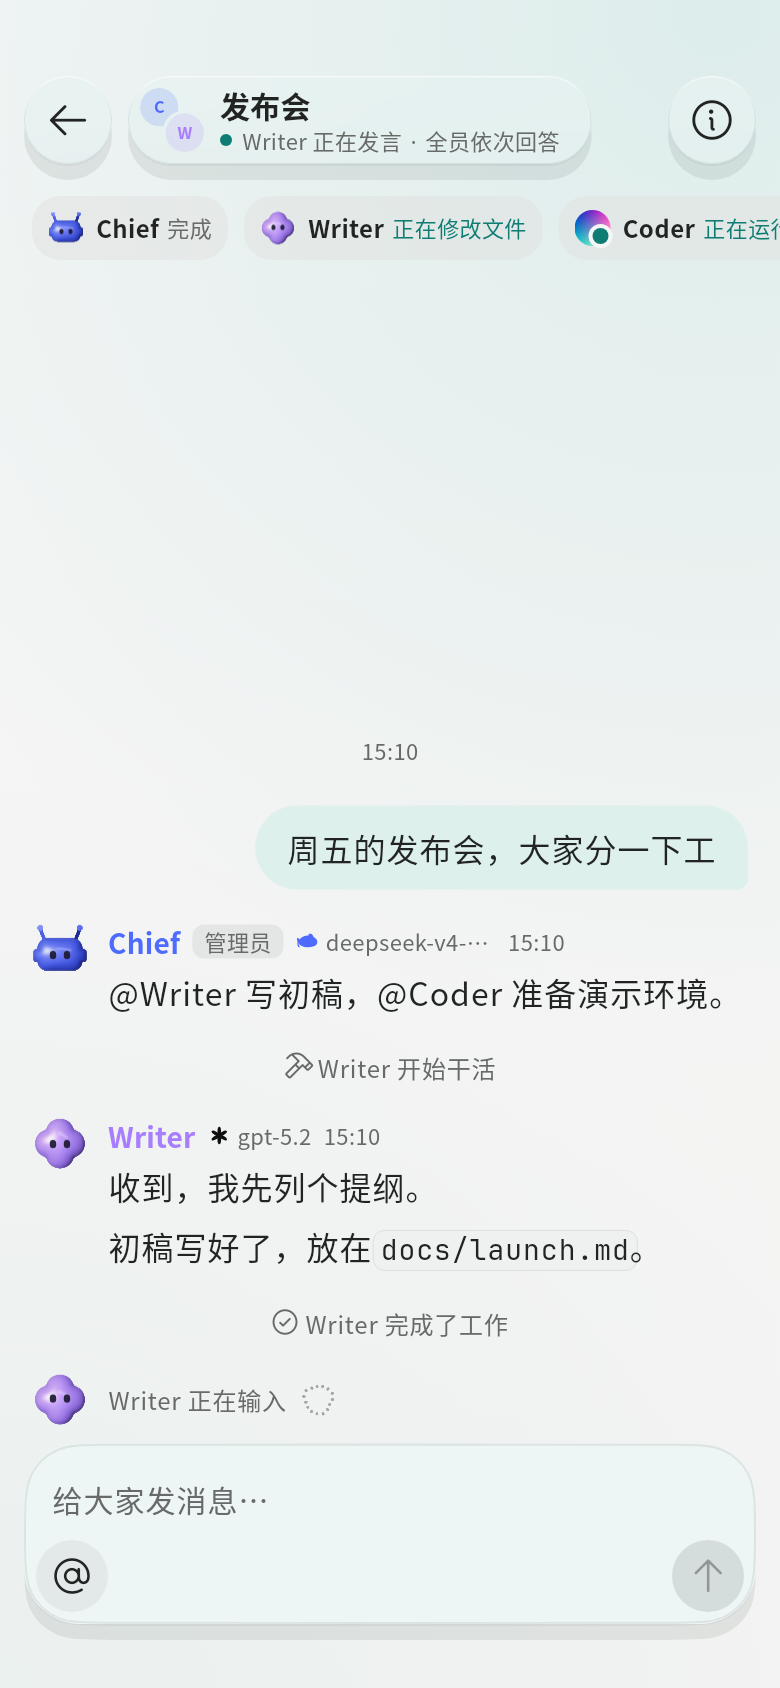 发布会
C
W
Writer 正在发言 · 全员依次回答
Chief 完成
Writer 正在修改文件
Coder 正在运行
15:10
周五的发布会，大家分一下工
Chief 管理员 deepseek-v4-… 15:10
@Writer 写初稿，@Coder 准备演示环境。
Writer 开始干活
Writer gpt-5.2 15:10
收到，我先列个提纲。
初稿写好了，放在docs/launch.md。
Writer 完成了工作
Writer 正在输入
给大家发消息…
@